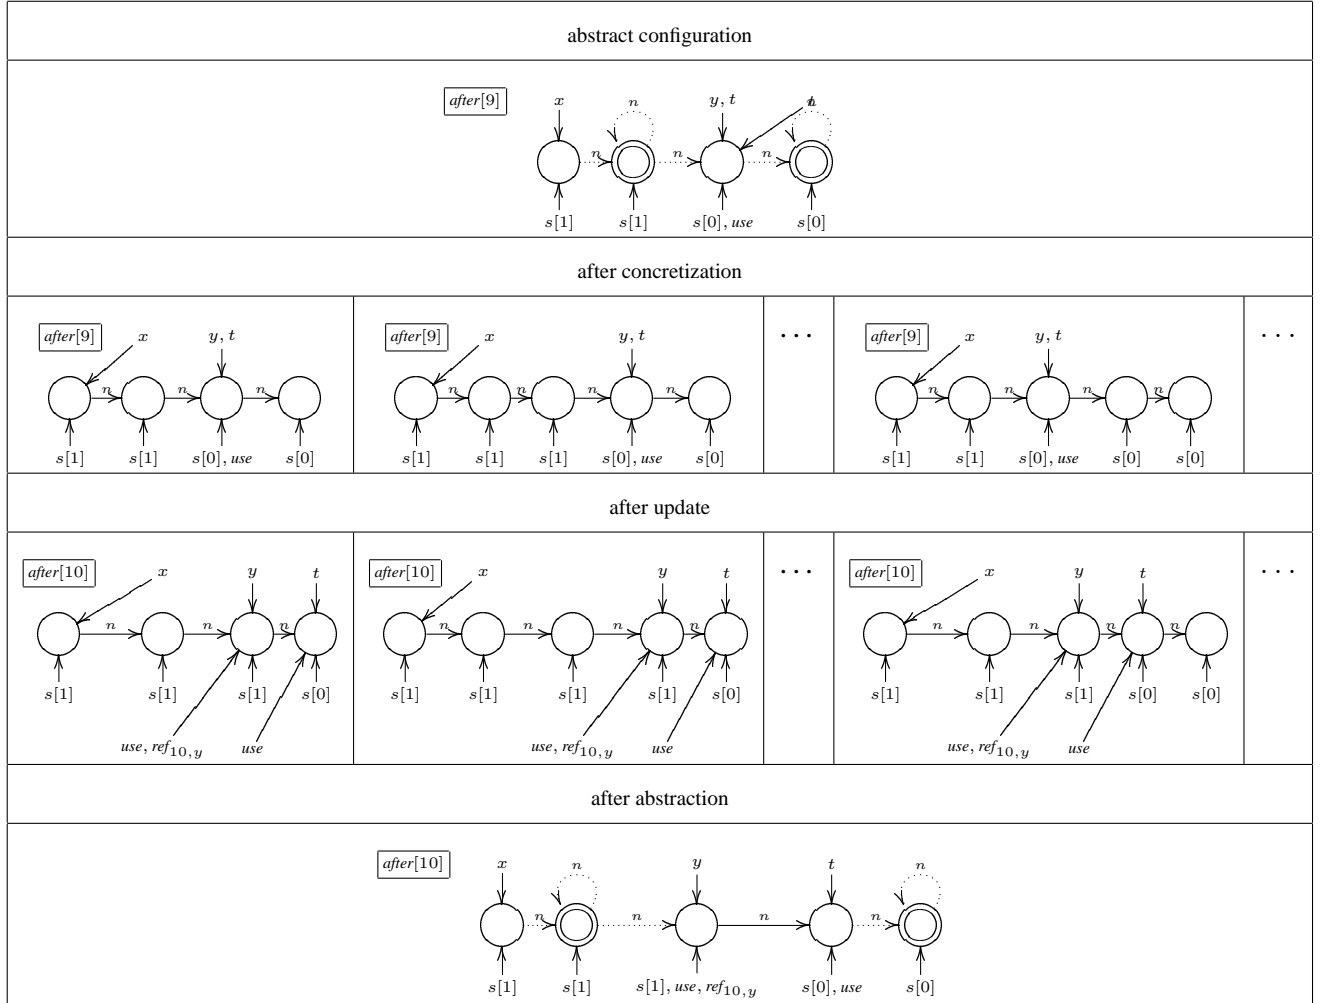 abstract configuration
after[9] x n y, t t n
n n n
s[1] s[1] s[0], use s[0]
after concretization
after[9] x y, t after[9] x y, t ··· after[9] x y, t ···
n n n n n n n n n n n
s[1] s[1] s[0], use s[0] s[1] s[1] s[1] s[0], use s[0] s[1] s[1] s[0], use s[0] s[0]
after update
after[10] x y t after[10] x y t ··· after[10] x y t ···
n n n n n n n n n n n
s[1] s[1] s[1] s[0] s[1] s[1] s[1] s[1] s[0] s[1] s[1] s[1] s[0] s[0]
use, ref10,y use use, ref10,y use use, ref10,y use
after abstraction
after[10] x n y t n
n n n n
s[1] s[1] s[1], use, ref10,y s[0], use s[0]